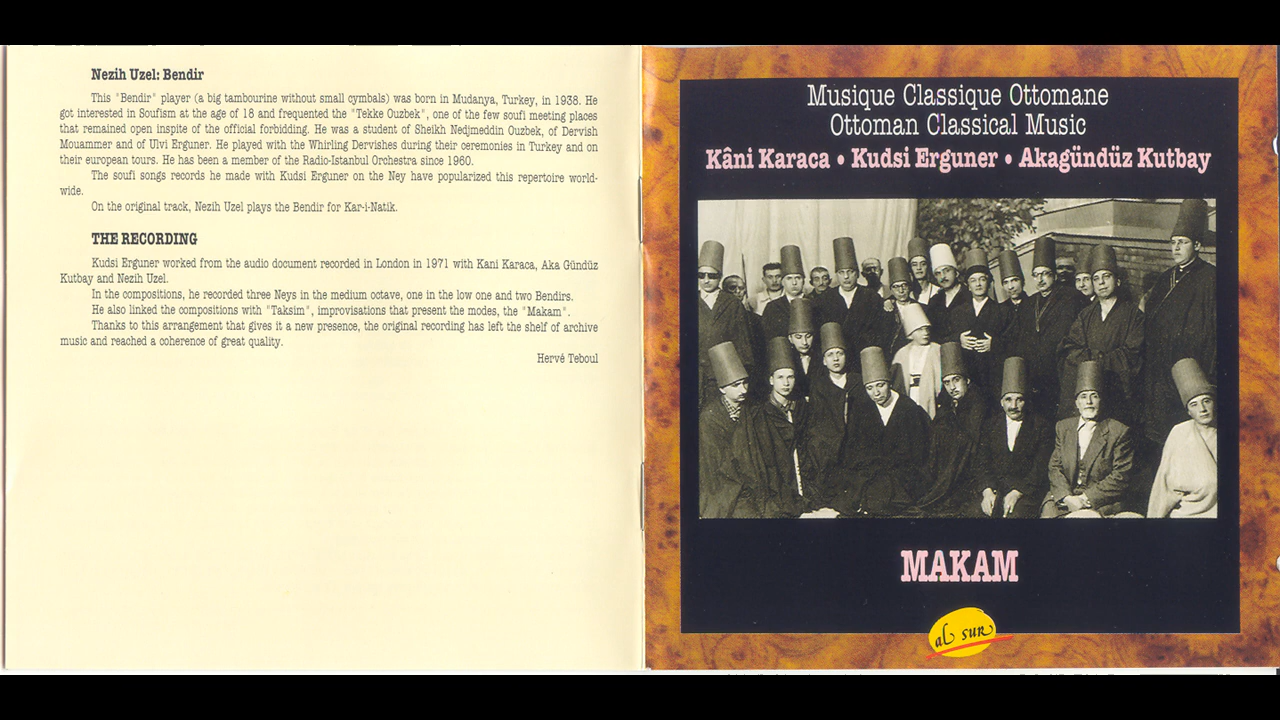 Nezih Uzel: Bendir
This "Bendir" player (a big tambourine without small cymbals) was born in Mudanya, Turkey, in 1938. He
got interested in Soufism at the age of 18 and frequented the "Tekke Ouzbek", one of the few soufi meeting places
that remained open inspite of the official forbidding. He was a student of Sheikh Nedjmeddin Ouzbek, of Dervish
Mouammer and of Ulvi Erguner. He played with the Whirling Dervishes during their ceremonies in Turkey and on
their european tours. He has been a member of the Radio-Istanbul Orchestra since 1960.
The soufi songs records he made with Kudsi Erguner on the Ney have popularized this repertoire world-
wide.
On the original track, Nezih Uzel plays the Bendir for Kar-i-Natik.
THE RECORDING
Kudsi Erguner worked from the audio document recorded in London in 1971 with Kani Karaca, Aka Gündüz
Kutbay and Nezih Uzel.
In the compositions, he recorded three Neys in the medium octave, one in the low one and two Bendirs.
He also linked the compositions with "Taksim", improvisations that present the modes, the "Makam".
Thanks to this arrangement that gives it a new presence, the original recording has left the shelf of archive
music and reached a coherence of great quality.
Hervé Teboul
Musique Classique Ottomane
Ottoman Classical Music
Kâni Karaca • Kudsi Erguner • Akagündüz Kutbay
MAKAM
al sur